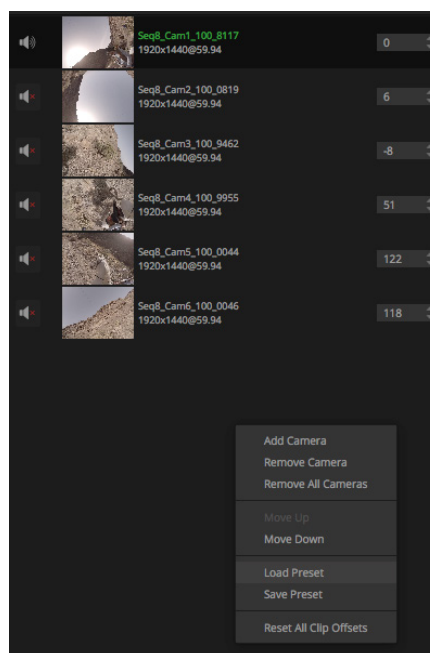 Seq8_Cam1_100_8117
1920x1440@59.94
0
Seq8_Cam2_100_0819
1920x1440@59.94
6
Seq8_Cam3_100_9462
1920x1440@59.94
-8
Seq8_Cam4_100_9955
1920x1440@59.94
51
Seq8_Cam5_100_0044
1920x1440@59.94
122
Seq8_Cam6_100_0046
1920x1440@59.94
118
Add Camera
Remove Camera
Remove All Cameras
Move Up
Move Down
Load Preset
Save Preset
Reset All Clip Offsets